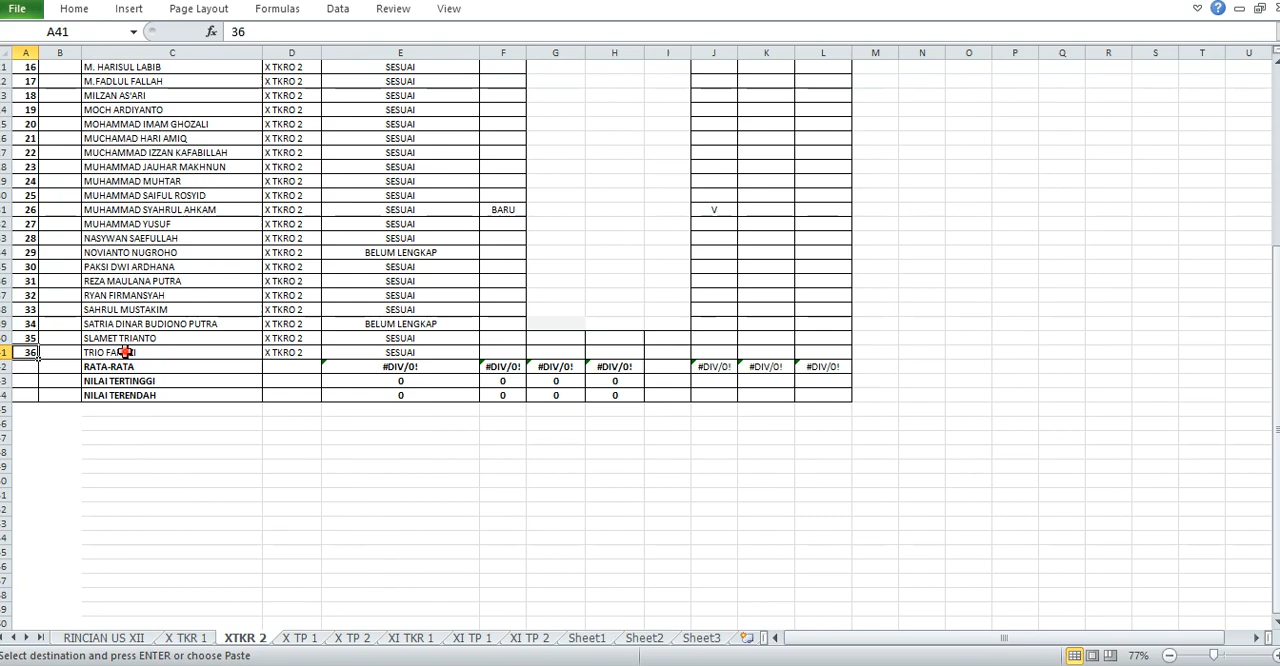 File Home Insert Page Layout Formulas Data Review View
A41 fx 36
A B C D E F G H I J K L M N O P Q R S T U
16 M. HARISUL LABIB X TKRO 2 SESUAI
17 M.FADLUL FALLAH X TKRO 2 SESUAI
18 MILZAN AS'ARI X TKRO 2 SESUAI
19 MOCH ARDIYANTO X TKRO 2 SESUAI
20 MOHAMMAD IMAM GHOZALI X TKRO 2 SESUAI
21 MUCHAMAD HARI AMIQ X TKRO 2 SESUAI
22 MUCHAMMAD IZZAN KAFABILLAH X TKRO 2 SESUAI
23 MUHAMMAD JAUHAR MAKHNUN X TKRO 2 SESUAI
24 MUHAMMAD MUHTAR X TKRO 2 SESUAI
25 MUHAMMAD SAIFUL ROSYID X TKRO 2 SESUAI
26 MUHAMMAD SYAHRUL AHKAM X TKRO 2 SESUAI BARU V
27 MUHAMMAD YUSUF X TKRO 2 SESUAI
28 NASYWAN SAEFULLAH X TKRO 2 SESUAI
29 NOVIANTO NUGROHO X TKRO 2 BELUM LENGKAP
30 PAKSI DWI ARDHANA X TKRO 2 SESUAI
31 REZA MAULANA PUTRA X TKRO 2 SESUAI
32 RYAN FIRMANSYAH X TKRO 2 SESUAI
33 SAHRUL MUSTAKIM X TKRO 2 SESUAI
34 SATRIA DINAR BUDIONO PUTRA X TKRO 2 BELUM LENGKAP
35 SLAMET TRIANTO X TKRO 2 SESUAI
36 TRIO X TKRO 2 SESUAI
RATA-RATA #DIV/0! #DIV/0! #DIV/0! #DIV/0! #DIV/0! #DIV/0! #DIV/0!
NILAI TERTINGGI 0 0 0 0
NILAI TERENDAH 0 0 0 0
RINCIAN US XII X TKR 1 XTKR 2 X TP 1 X TP 2 XI TKR 1 XI TP 1 XI TP 2 Sheet1 Sheet2 Sheet3
Select destination and press ENTER or choose Paste 77%